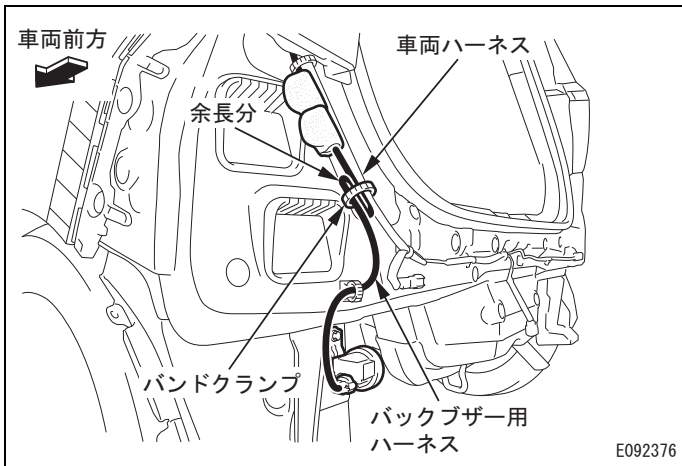 車両前方
車両ハーネス
余長分
バンドクランプ
バックブザー用
ハーネス
E092376